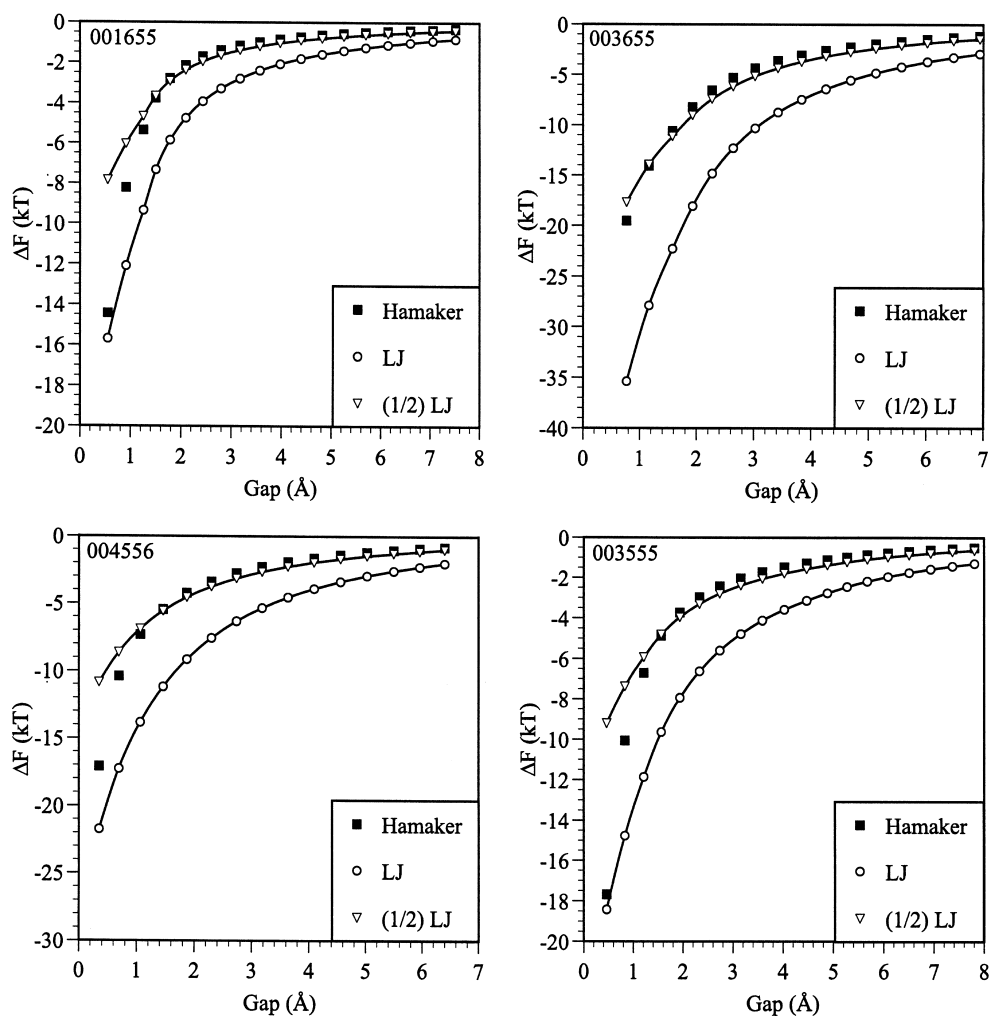 001655
0
-2
-4
-6
-8
-10
-12
-14
-16
-18
-20
ΔF (kT)
0 1 2 3 4 5 6 7 8
Gap (Å)
Hamaker
LJ
(1/2) LJ
003655
0
-5
-10
-15
-20
-25
-30
-35
-40
ΔF (kT)
0 1 2 3 4 5 6 7
Gap (Å)
Hamaker
LJ
(1/2) LJ
004556
0
-5
-10
-15
-20
-25
-30
ΔF (kT)
0 1 2 3 4 5 6 7
Gap (Å)
Hamaker
LJ
(1/2) LJ
003555
0
-2
-4
-6
-8
-10
-12
-14
-16
-18
-20
ΔF (kT)
0 1 2 3 4 5 6 7 8
Gap (Å)
Hamaker
LJ
(1/2) LJ